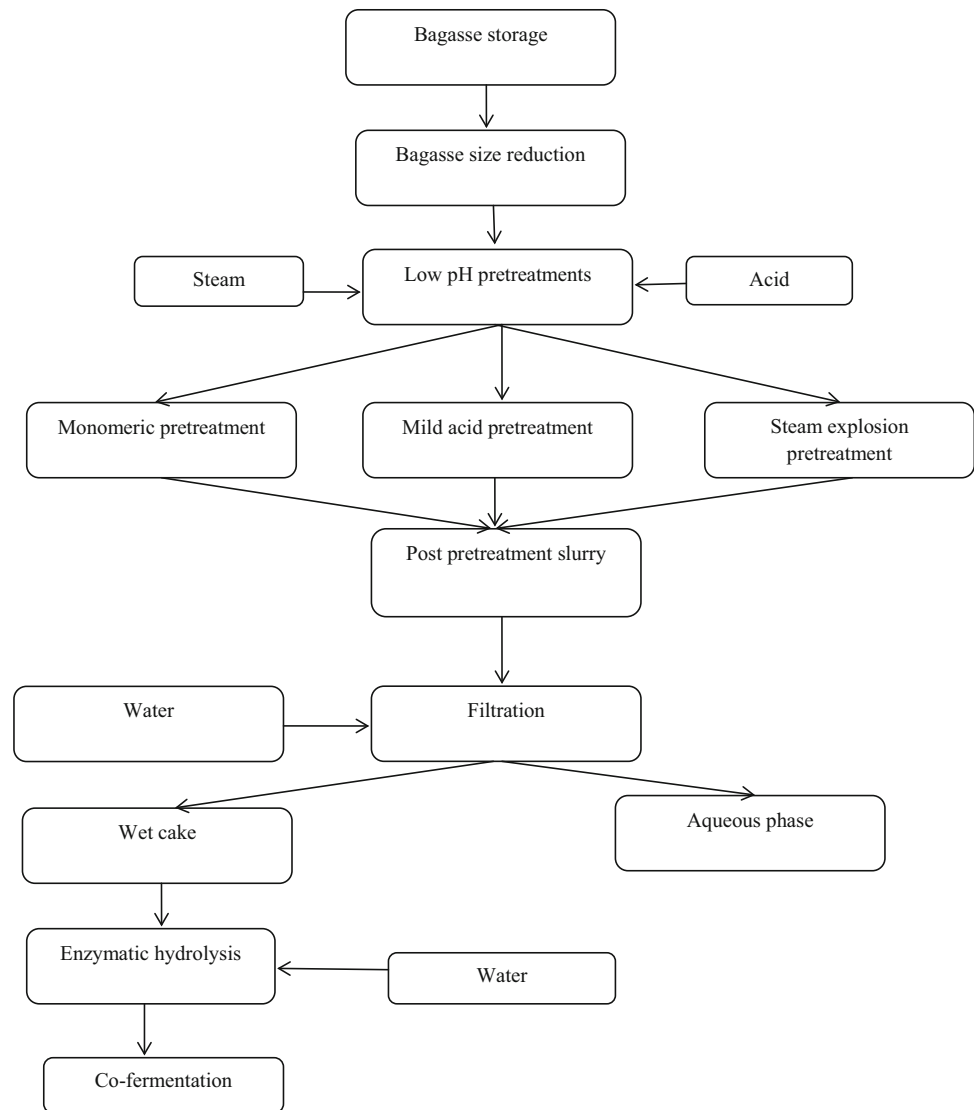 Bagasse storage
Bagasse size reduction
Steam
Low pH pretreatments
Acid
Monomeric pretreatment
Mild acid pretreatment
Steam explosion
pretreatment
Post pretreatment slurry
Water
Filtration
Wet cake
Aqueous phase
Enzymatic hydrolysis
Water
Co-fermentation